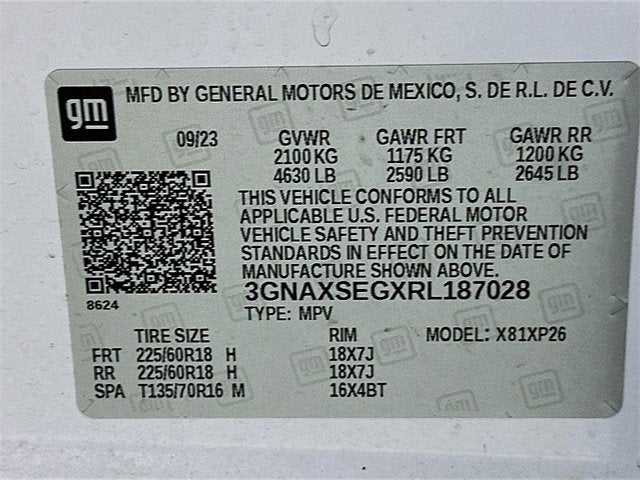 gm
MFD BY GENERAL MOTORS DE MEXICO, S. DE R.L. DE C.V.
09/23 GVWR GAWR FRT GAWR RR
2100 KG 1175 KG 1200 KG
4630 LB 2590 LB 2645 LB
THIS VEHICLE CONFORMS TO ALL
APPLICABLE U.S. FEDERAL MOTOR
VEHICLE SAFETY AND THEFT PREVENTION
STANDARDS IN EFFECT ON THE DATE OF
MANUFACTURE SHOWN ABOVE.
8624
3GNAXSEGXRL187028
TYPE: MPV
TIRE SIZE RIM MODEL: X81XP26
FRT 225/60R18 H 18X7J
RR 225/60R18 H 18X7J
SPA T135/70R16 M 16X4BT